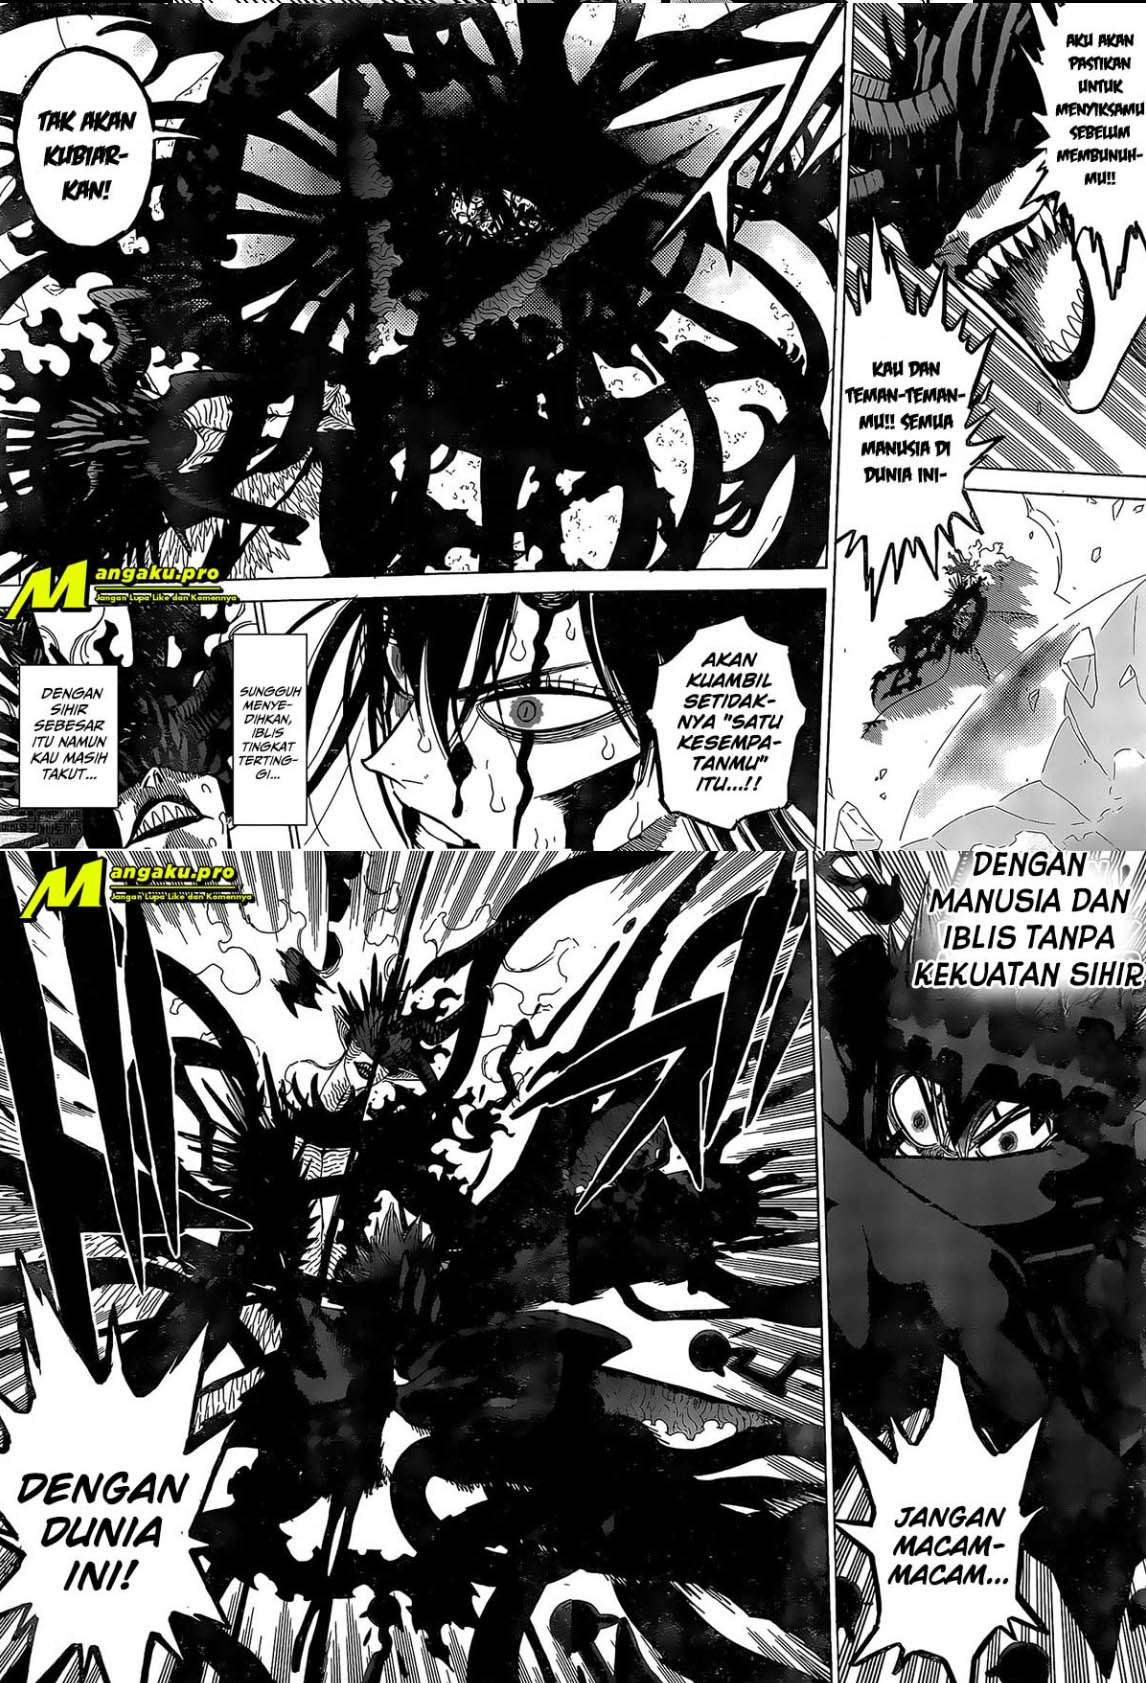 AKU AKAN
PASTIKAN
UNTUK
MENYIKSAMU
SEBELUM
MEMBUNUH-
MU!!
KAU DAN
TEMAN-TEMAN-
MU!! SEMUA
MANUSIA DI
DUNIA INI-
TAK AKAN
KUBIAR-
KAN!
AKAN
KUAMBIL
SETIDAK-
NYA "SATU
KESEMPA-
TANMU"
ITU...!!
SUNGGUH
MENYE-
DIHKAN,
IBLIS
TINGKAT
TERTING-
GI...
DENGAN
SIHIR
SEBESAR
ITU NAMUN
KAU MASIH
TAKUT...
Mangaku.pro
Jangan Lupa Like dan Komennya
DENGAN
MANUSIA DAN
IBLIS TANPA
KEKUATAN SIHIR
JANGAN
MACAM-
MACAM...
Mangaku.pro
Jangan Lupa Like dan Komennya
DENGAN
DUNIA
INI!